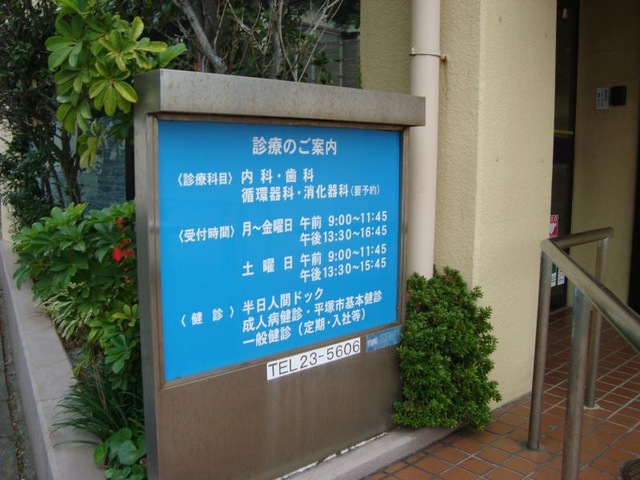 診療のご案内
〈診療科目〉内科・歯科
循環器科・消化器科(要予約)
〈受付時間〉月～金曜日 午前 9:00～11:45
午後13:30～16:45
土曜日 午前 9:00～11:45
午後13:30～15:45
〈健診〉半日人間ドック
成人病健診・平塚市基本健診
一般健診(定期・入社等)
TEL23-5606